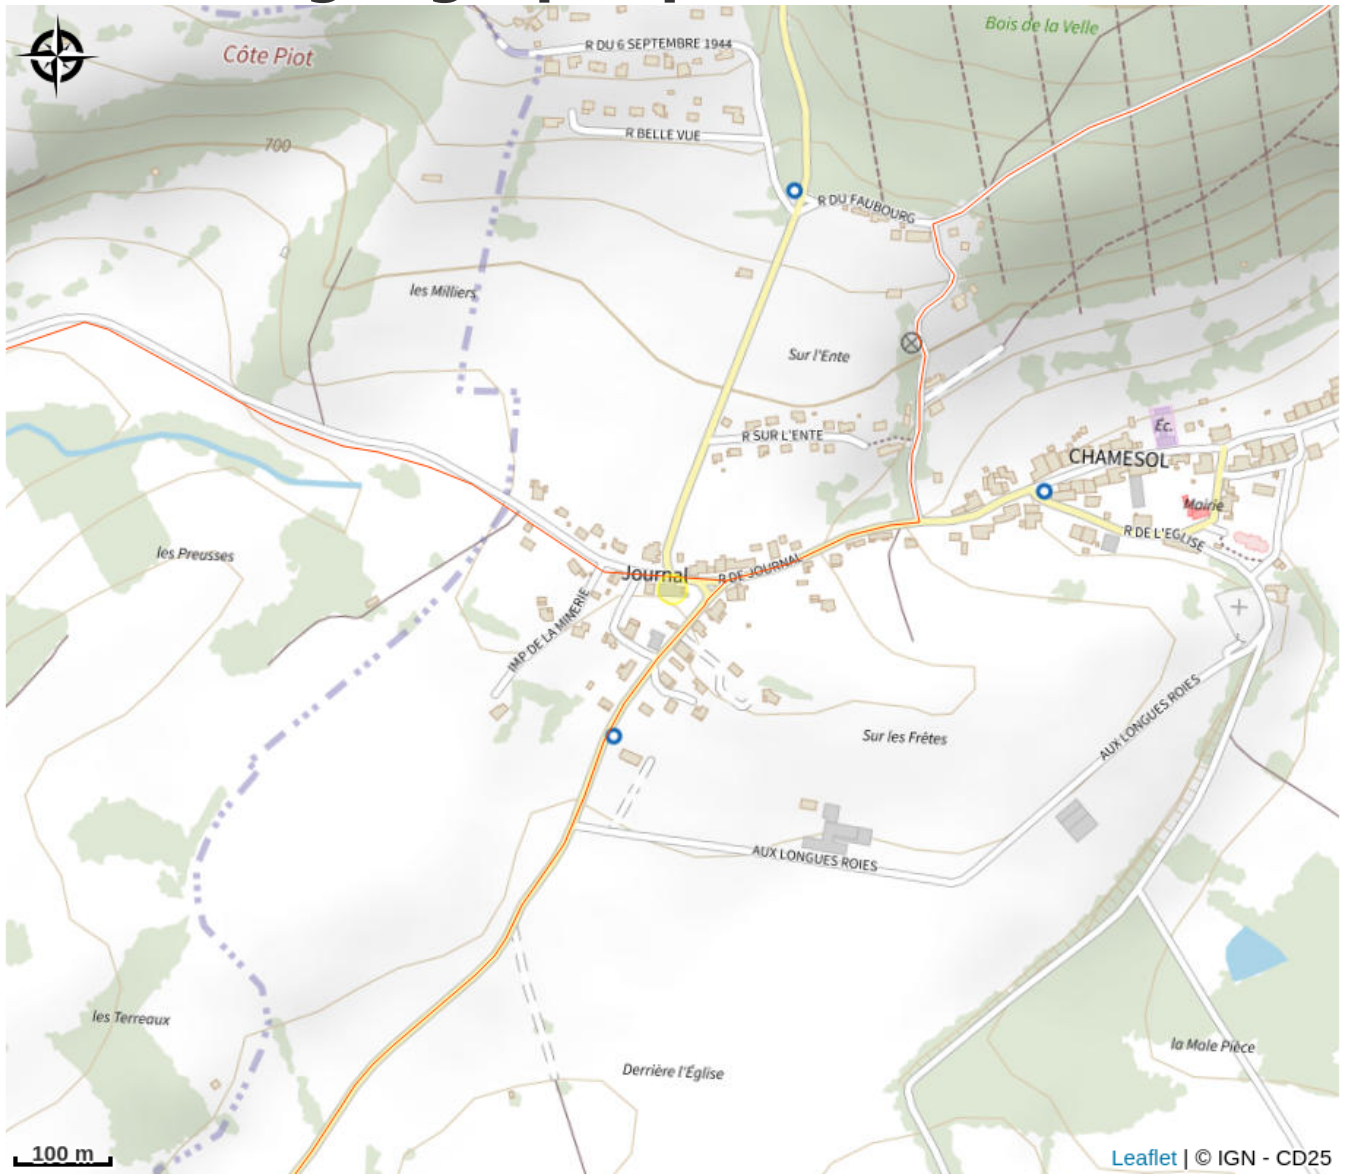 Bois de la Velle
R DU 6 SEPTEMBRE 1944
Côte Piot
R BELLE VUE
700
R DU FAUBOURG
les Milliers
Sur l'Ente
Éc.
R SUR L'ENTE
CHAMESOL
Mairie
R DE L'EGLISE
les Preusses
Journal
R DE JOURNAL
IMP DE LA MINERIE
AUX LONGUES ROIES
Sur les Frêtes
AUX LONGUES ROIES
les Terreaux
la Male Pièce
Derrière l'Église
100 m
Leaflet | © IGN - CD25